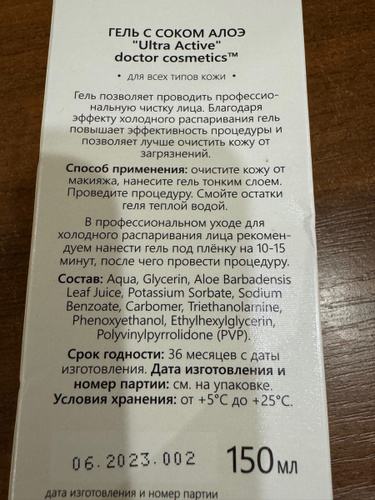 ГЕЛЬ С СОКОМ АЛОЭ
"Ultra Active"
doctor cosmetics™
• для всех типов кожи •
Гель позволяет проводить профессио-
нальную чистку лица. Благодаря
эффекту холодного распаривания гель
повышает эффективность процедуры и
позволяет лучше очистить кожу от
загрязнений.
Способ применения: очистите кожу от
макияжа, нанесите гель тонким слоем.
Проведите процедуру. Смойте остатки
геля теплой водой.
В профессиональном уходе для
холодного распаривания лица рекомен-
дуем нанести гель под плёнку на 10-15
минут, после чего провести процедуру.
Состав: Aqua, Glycerin, Aloe Barbadensis
Leaf Juice, Potassium Sorbate, Sodium
Benzoate, Carbomer, Triethanolamine,
Phenoxyethanol, Ethylhexylglycerin,
Polyvinylpyrrolidone (PVP).
Срок годности: 36 месяцев с даты
изготовления. Дата изготовления и
номер партии: см. на упаковке.
Условия хранения: от +5°C до +25°C.
06.2023.002 150 мл
дата изготовления и номер партии